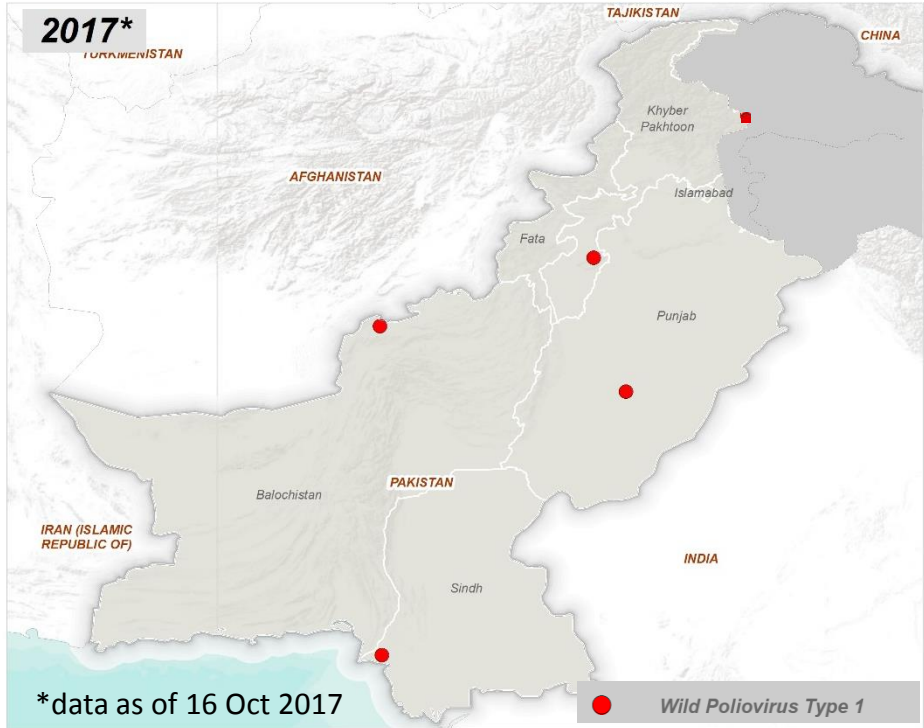 2017*
TAJIKISTAN
CHINA
TURKMENISTAN
Khyber
Pakhtoon
AFGHANISTAN
Islamabad
Fata
Punjab
PAKISTAN
Balochistan
IRAN (ISLAMIC
REPUBLIC OF)
INDIA
Sindh
*data as of 16 Oct 2017
Wild Poliovirus Type 1